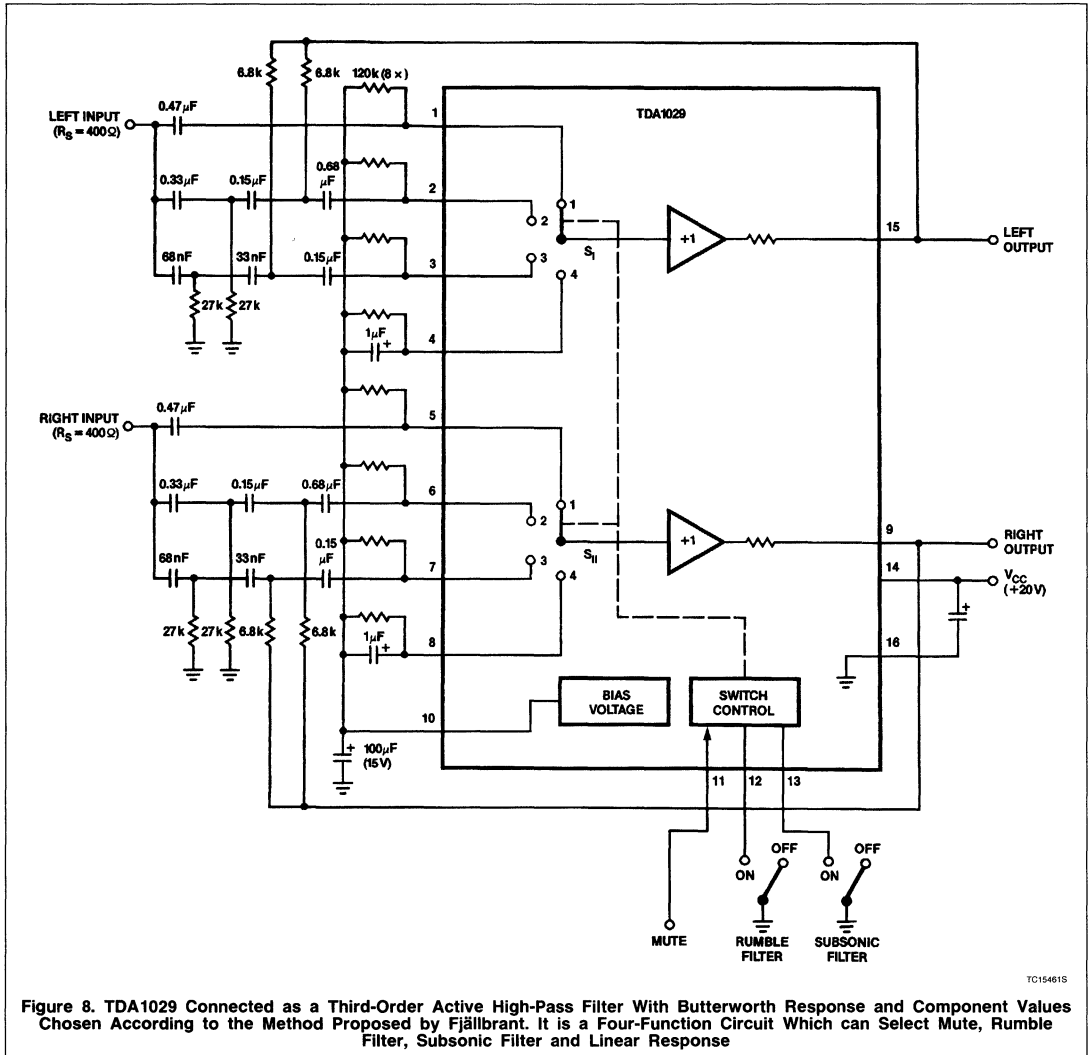 6.8k
6.8k
120k (8 ×)
TDA1029
0.47μF
LEFT INPUT
(RS = 400Ω)
1
0.33μF
0.15μF
0.68
μF
2
1
2
+1
15
LEFT
OUTPUT
68nF
33nF
0.15μF
3
3
SI
4
27k
27k
1μF
+
4
0.47μF
5
RIGHT INPUT
(RS = 400Ω)
0.33μF
0.15μF
0.68μF
6
1
2
+1
9
RIGHT
OUTPUT
68nF
33nF
0.15
μF
7
3
SII
4
14
VCC
(+20V)
27k
27k
6.8k
6.8k
1μF
+
8
+
16
BIAS
VOLTAGE
SWITCH
CONTROL
10
+
100μF
(15V)
11
12
13
OFF
OFF
ON
ON
MUTE
RUMBLE
FILTER
SUBSONIC
FILTER
TC15461S
Figure 8. TDA1029 Connected as a Third-Order Active High-Pass Filter With Butterworth Response and Component Values
Chosen According to the Method Proposed by Fjällbrant. It is a Four-Function Circuit Which can Select Mute, Rumble
Filter, Subsonic Filter and Linear Response